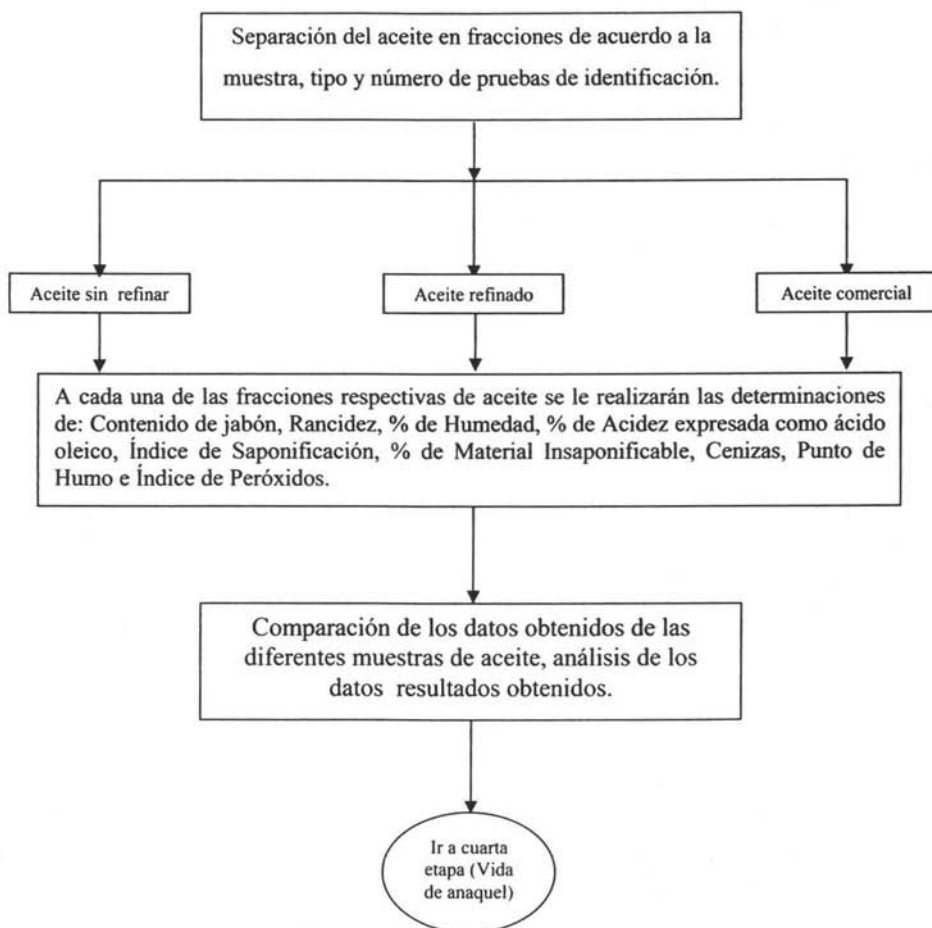 Separación del aceite en fracciones de acuerdo a la
muestra, tipo y número de pruebas de identificación.
Aceite sin refinar
Aceite refinado
Aceite comercial
A cada una de las fracciones respectivas de aceite se le realizarán las determinaciones
de: Contenido de jabón, Rancidez, % de Humedad, % de Acidez expresada como ácido
oleico, Índice de Saponificación, % de Material Insaponificable, Cenizas, Punto de
Humo e Índice de Peróxidos.
Comparación de los datos obtenidos de las
diferentes muestras de aceite, análisis de los
datos resultados obtenidos.
Ir a cuarta
etapa (Vida
de anaquel)